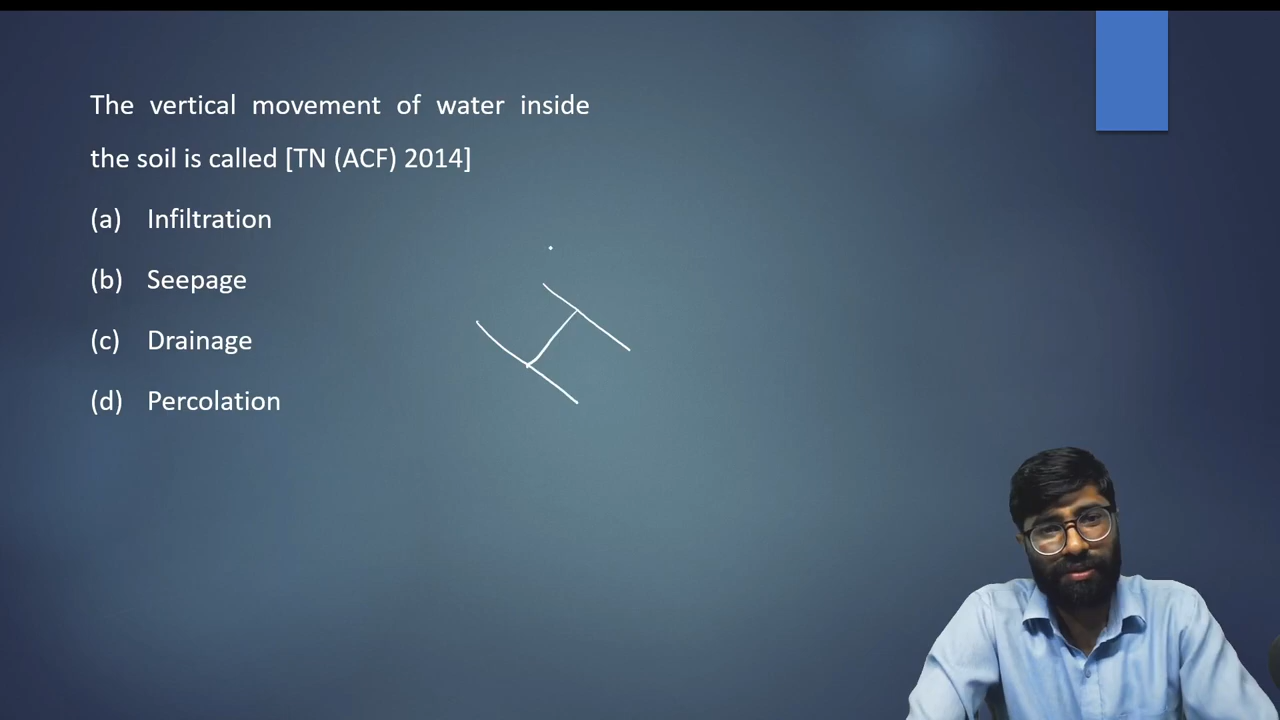 The vertical movement of water inside
the soil is called [TN (ACF) 2014]
(a) Infiltration
(b) Seepage
(c) Drainage
(d) Percolation